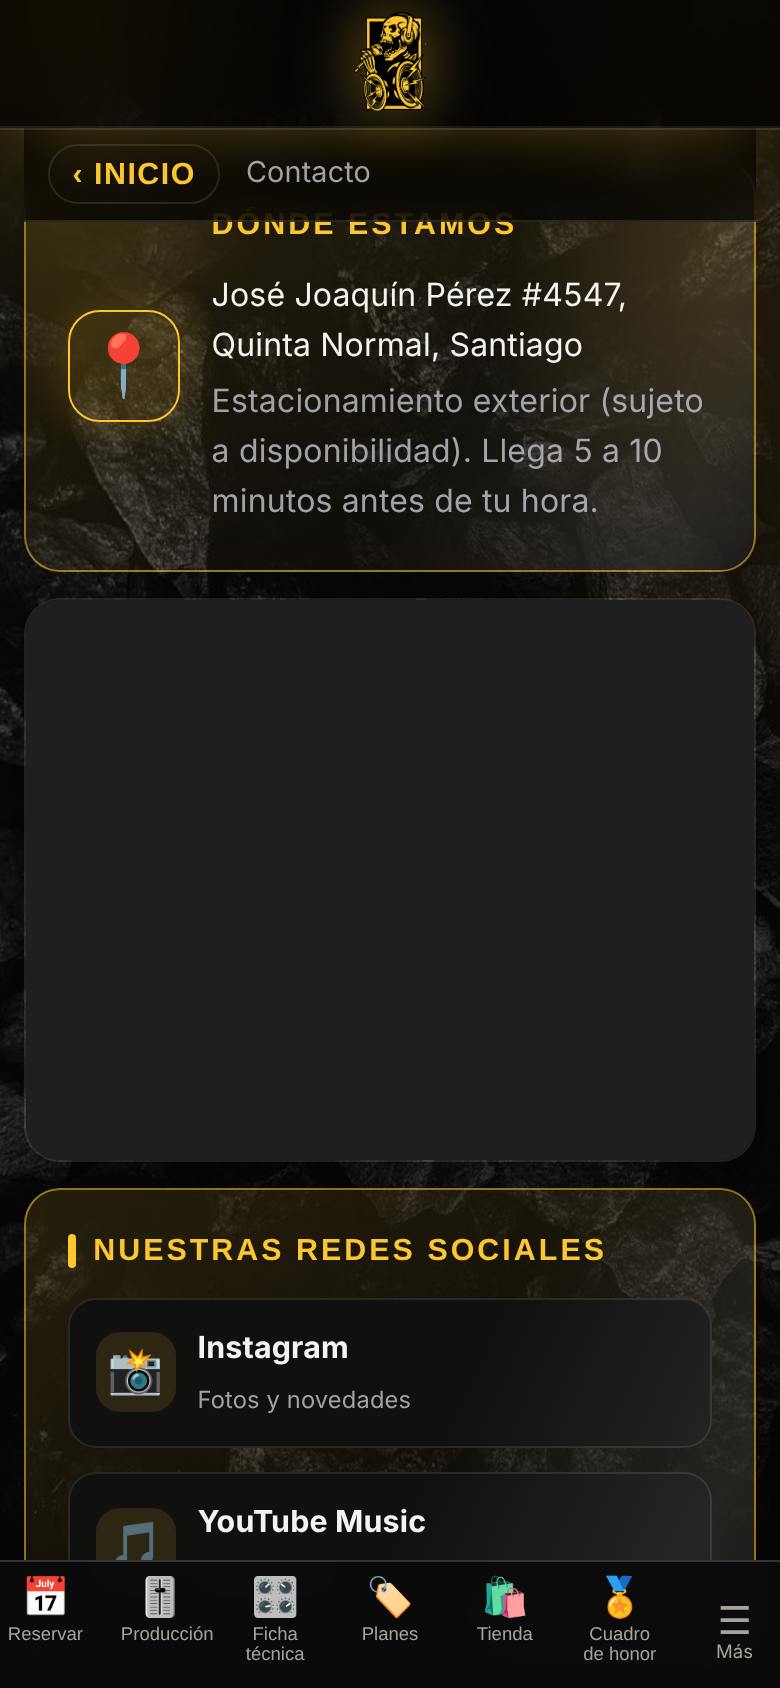 ‹ INICIO
Contacto
DÓNDE ESTAMOS
José Joaquín Pérez #4547,
Quinta Normal, Santiago
Estacionamiento exterior (sujeto
a disponibilidad). Llega 5 a 10
minutos antes de tu hora.
NUESTRAS REDES SOCIALES
Instagram
Fotos y novedades
YouTube Music
July
17
Reservar
Producción
Ficha
técnica
Planes
Tienda
Cuadro
de honor
Más